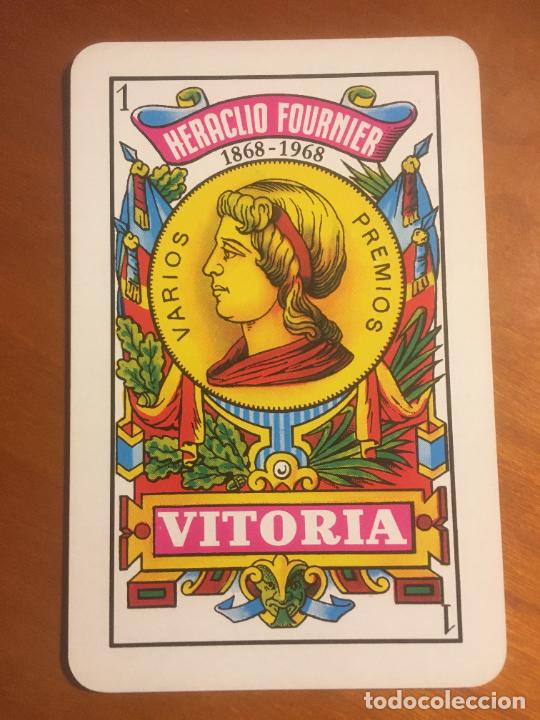 1
HERACLIO FOURNIER
1868-1968
VARIOS PREMIOS
VITORIA
1
todocoleccion